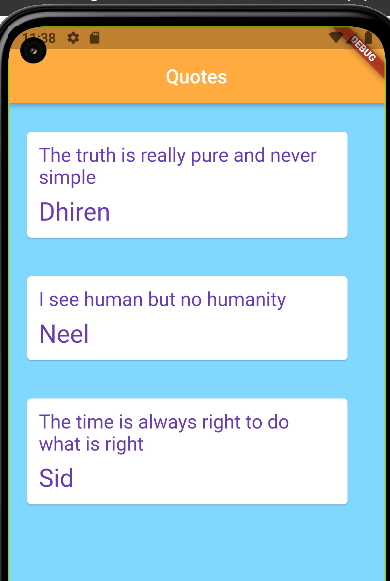 11:38
DEBUG
Quotes
The truth is really pure and never
simple
Dhiren
I see human but no humanity
Neel
The time is always right to do
what is right
Sid